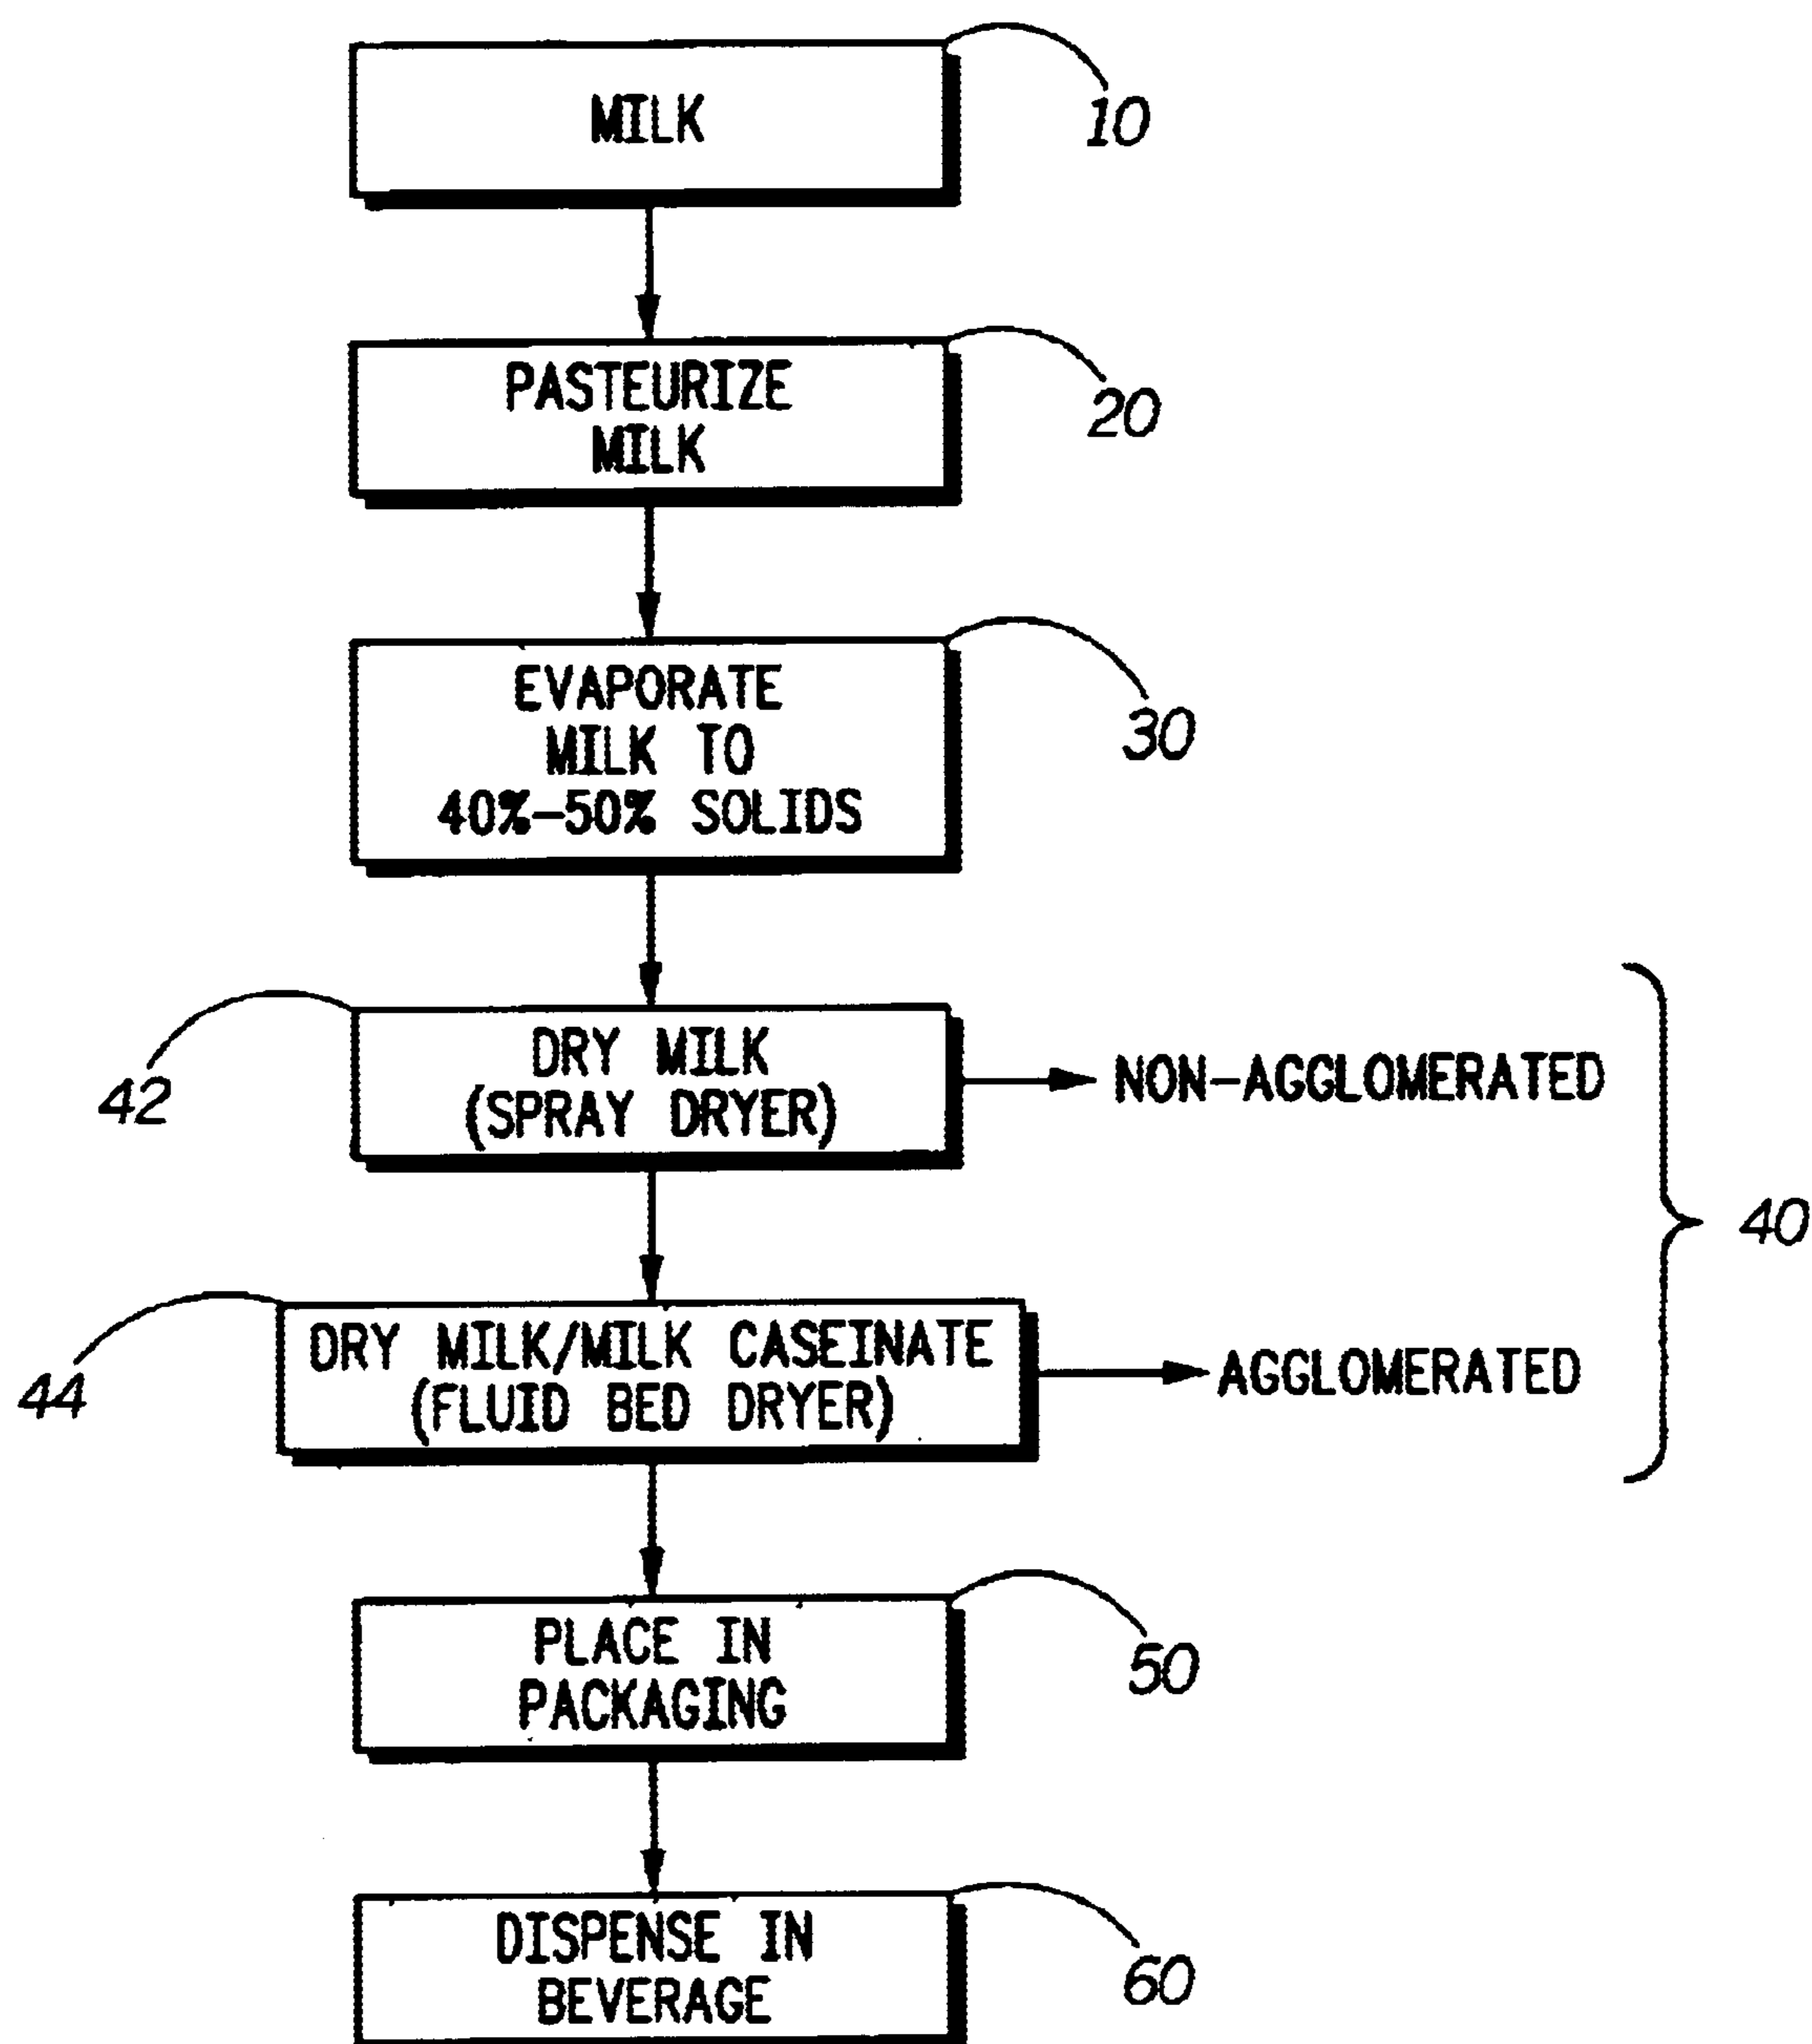 MILK
10
PASTEURIZE
MILK
20
EVAPORATE
MILK TO
40%-50% SOLIDS
30
DRY MILK
(SPRAY DRYER)
42
NON-AGGLOMERATED
40
DRY MILK/MILK CASEINATE
(FLUID BED DRYER)
44
AGGLOMERATED
PLACE IN
PACKAGING
50
DISPENSE IN
BEVERAGE
60